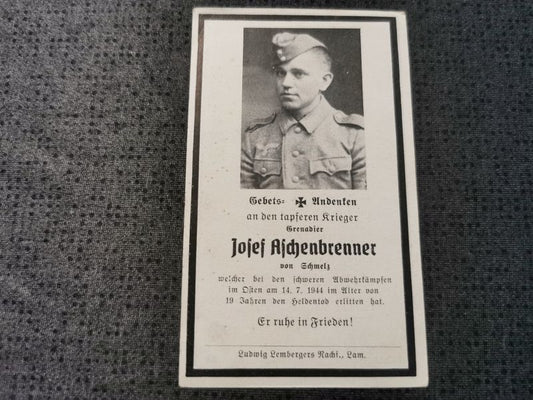 Gebets= Andenken
an den tapferen Krieger
Grenadier
Josef Aschenbrenner
von Schmelz
welcher bei den schweren Abwehrkämpfen
im Osten am 14. 7. 1944 im Alter von
19 Jahren den Heldentod erlitten hat.
Er ruhe in Frieden!
Ludwig Lembergers Nachf., Lam.